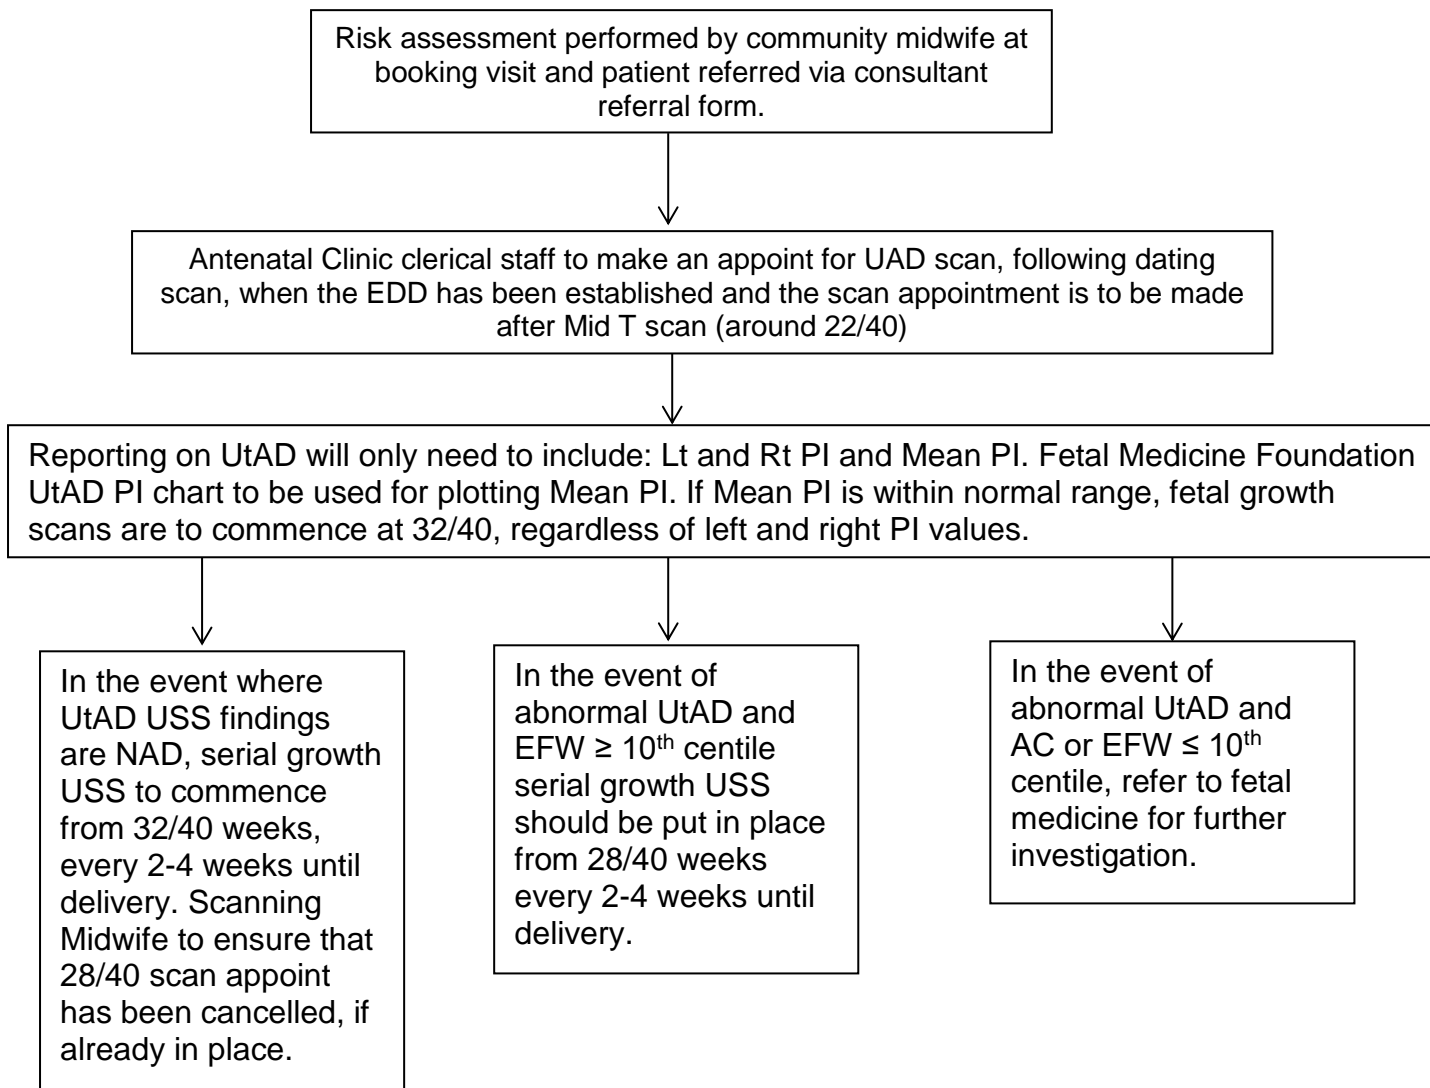 Risk assessment performed by community midwife at
booking visit and patient referred via consultant
referral form.
Antenatal Clinic clerical staff to make an appoint for UAD scan, following dating
scan, when the EDD has been established and the scan appointment is to be made
after Mid T scan (around 22/40)
Reporting on UtAD will only need to include: Lt and Rt PI and Mean PI. Fetal Medicine Foundation
UtAD PI chart to be used for plotting Mean PI. If Mean PI is within normal range, fetal growth
scans are to commence at 32/40, regardless of left and right PI values.
In the event where
UtAD USS findings
are NAD, serial growth
USS to commence
from 32/40 weeks,
every 2-4 weeks until
delivery. Scanning
Midwife to ensure that
28/40 scan appoint
has been cancelled, if
already in place.
In the event of
abnormal UtAD and
EFW ≥ 10th centile
serial growth USS
should be put in place
from 28/40 weeks
every 2-4 weeks until
delivery.
In the event of
abnormal UtAD and
AC or EFW ≤ 10th
centile, refer to fetal
medicine for further
investigation.